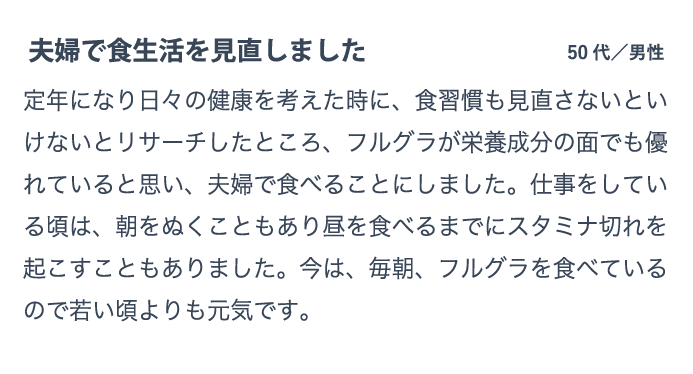 夫婦で食生活を見直しました
50代／男性
定年になり日々の健康を考えた時に、食習慣も見直さないとい
けないとリサーチしたところ、フルグラが栄養成分の面でも優
れていると思い、夫婦で食べることにしました。仕事をしてい
る頃は、朝をぬくこともあり昼を食べるまでにスタミナ切れを
起こすこともありました。今は、毎朝、フルグラを食べている
ので若い頃よりも元気です。